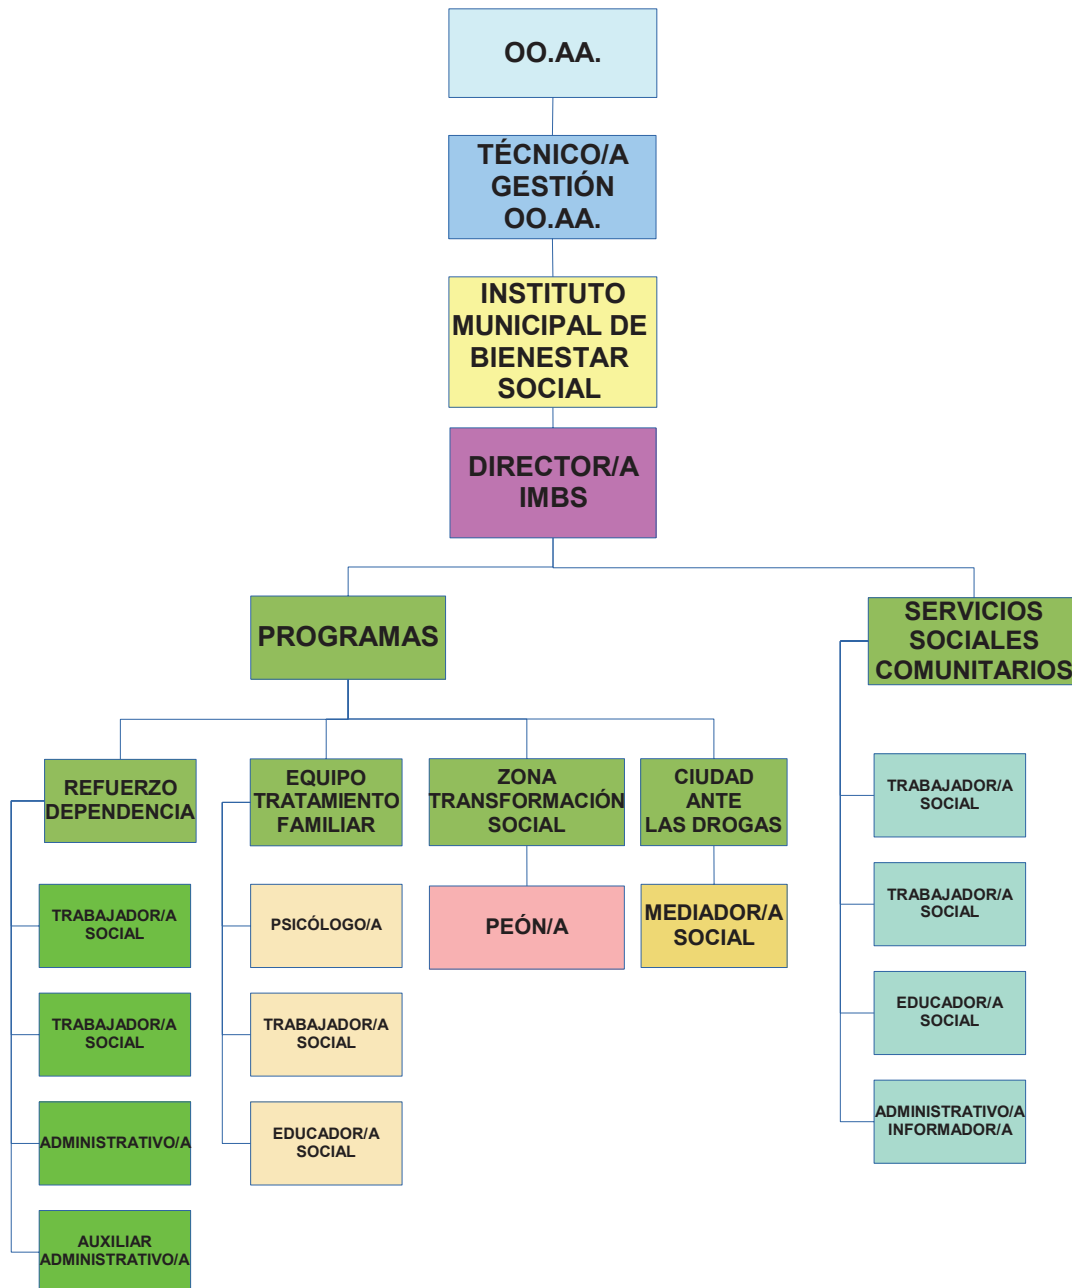 OO.AA.
TÉCNICO/A
GESTIÓN
OO.AA.
INSTITUTO
MUNICIPAL DE
BIENESTAR
SOCIAL
DIRECTOR/A
IMBS
PROGRAMAS
SERVICIOS
SOCIALES
COMUNITARIOS
REFUERZO
DEPENDENCIA
EQUIPO
TRATAMIENTO
FAMILIAR
ZONA
TRANSFORMACIÓN
SOCIAL
CIUDAD
ANTE
LAS DROGAS
TRABAJADOR/A
SOCIAL
TRABAJADOR/A
SOCIAL
ADMINISTRATIVO/A
AUXILIAR
ADMINISTRATIVO/A
PSICÓLOGO/A
TRABAJADOR/A
SOCIAL
EDUCADOR/A
SOCIAL
PEÓN/A
MEDIADOR/A
SOCIAL
TRABAJADOR/A
SOCIAL
TRABAJADOR/A
SOCIAL
EDUCADOR/A
SOCIAL
ADMINISTRATIVO/A
INFORMADOR/A